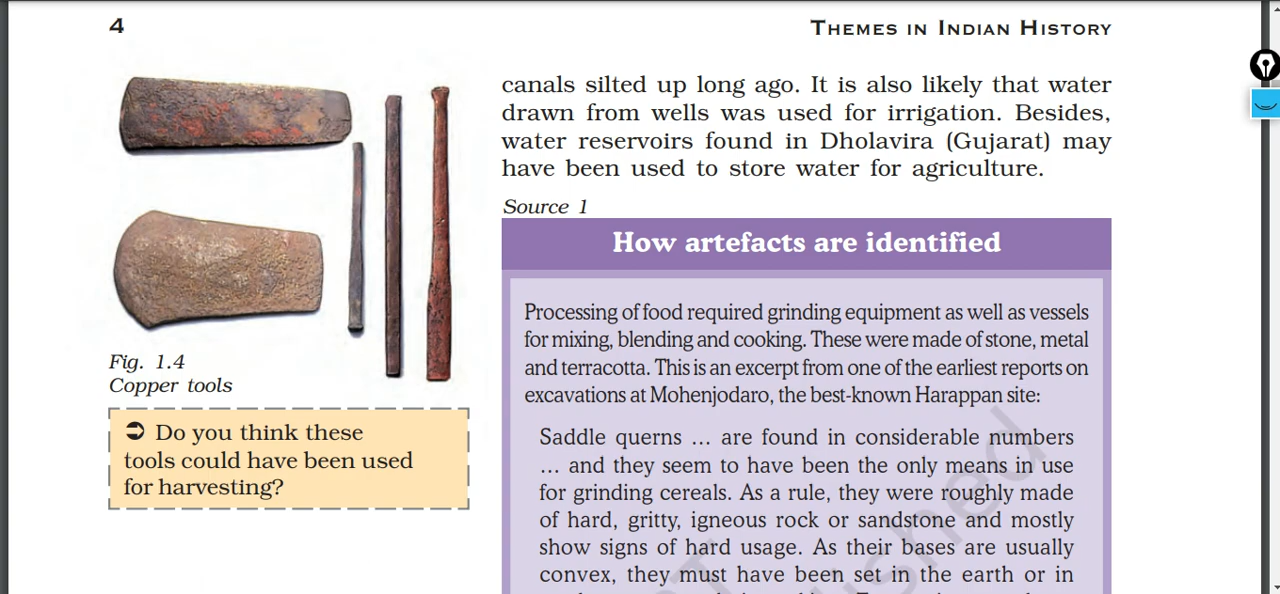 4
THEMES IN INDIAN HISTORY
canals silted up long ago. It is also likely that water
drawn from wells was used for irrigation. Besides,
water reservoirs found in Dholavira (Gujarat) may
have been used to store water for agriculture.
Fig. 1.4
Copper tools
➲ Do you think these
tools could have been used
for harvesting?
Source 1
How artefacts are identified
Processing of food required grinding equipment as well as vessels
for mixing, blending and cooking. These were made of stone, metal
and terracotta. This is an excerpt from one of the earliest reports on
excavations at Mohenjodaro, the best-known Harappan site:
Saddle querns ... are found in considerable numbers
... and they seem to have been the only means in use
for grinding cereals. As a rule, they were roughly made
of hard, gritty, igneous rock or sandstone and mostly
show signs of hard usage. As their bases are usually
convex, they must have been set in the earth or in